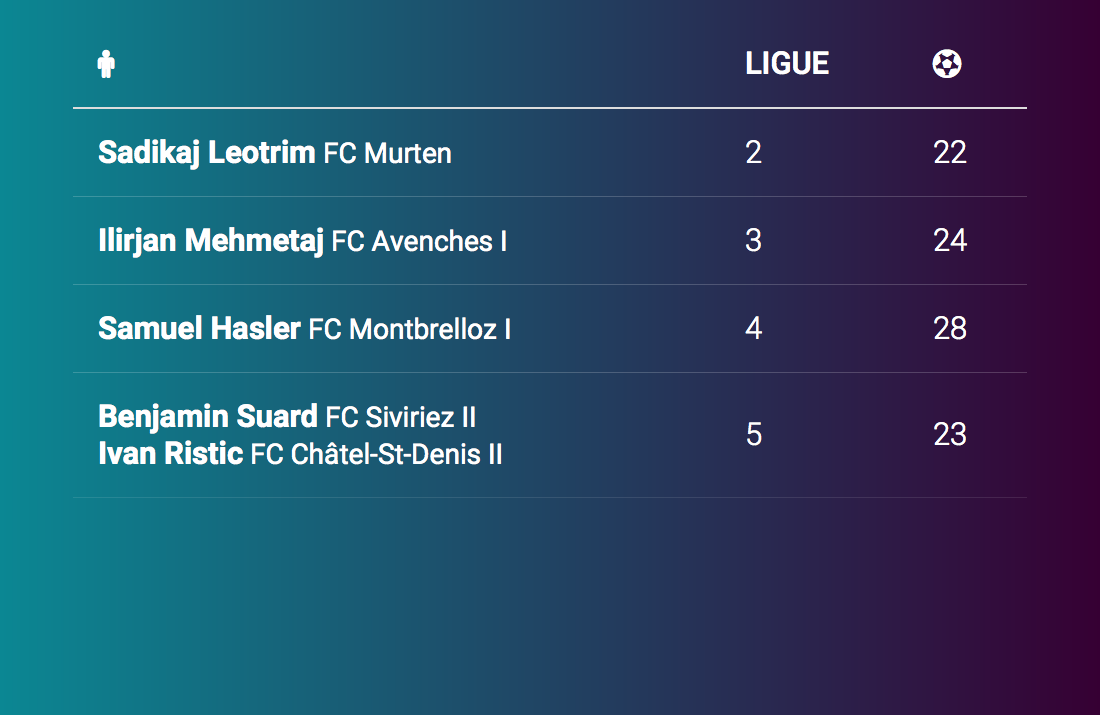 LIGUE
Sadikaj Leotrim FC Murten 2 22
Ilirjan Mehmetaj FC Avenches I 3 24
Samuel Hasler FC Montbrelloz I 4 28
Benjamin Suard FC Siviriez II
Ivan Ristic FC Châtel-St-Denis II 5 23